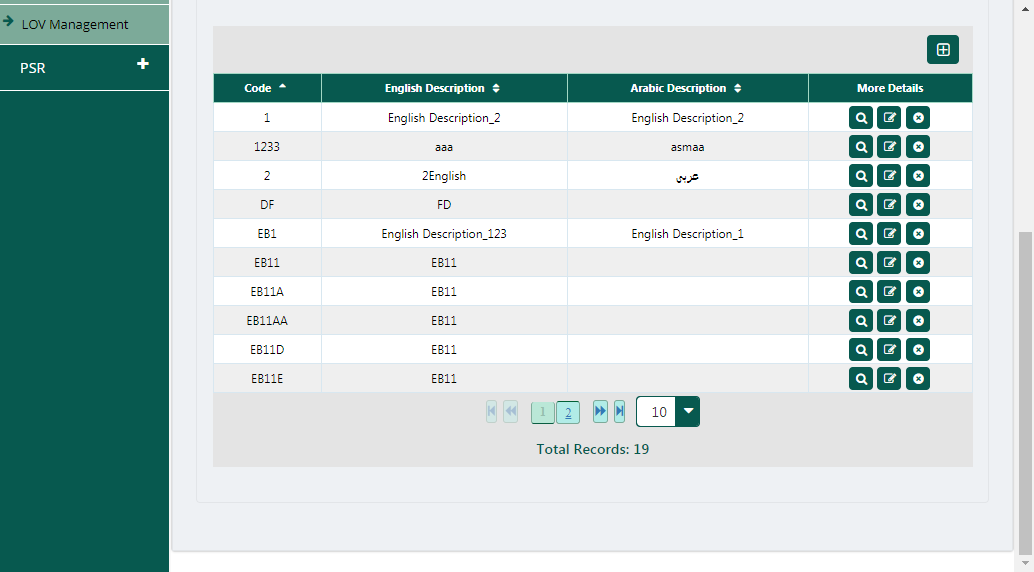 LOV Management
PSR
Code English Description Arabic Description More Details
1 English Description_2 English Description_2
1233 aaa asmaa
2 2English عربي
DF FD
EB1 English Description_123 English Description_1
EB11 EB11
EB11A EB11
EB11AA EB11
EB11D EB11
EB11E EB11
1 2 10
Total Records: 19